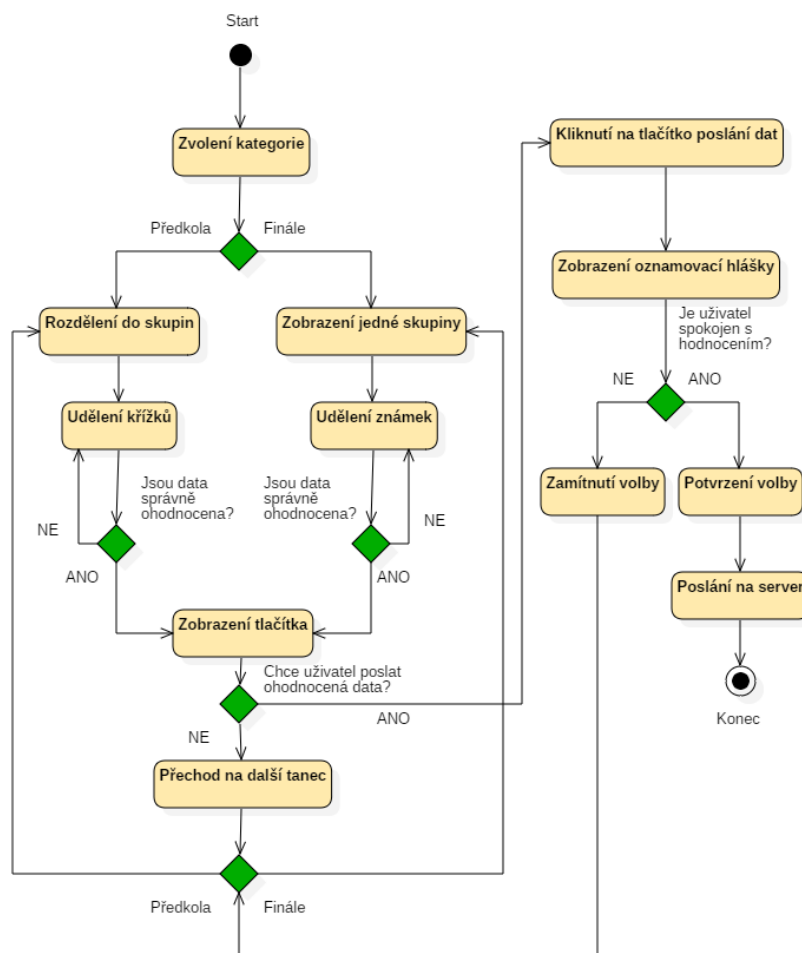 Start
Zvolení kategorie
Předkola
Finále
Rozdělení do skupin
Zobrazení jedné skupiny
Udělení křížků
Udělení známek
Jsou data
správně
ohodnocena?
Jsou data
správně
ohodnocena?
NE
NE
ANO
ANO
Zobrazení tlačítka
Chce uživatel poslat
ohodnocená data?
NE
ANO
Přechod na další tanec
Předkola
Finále
Kliknutí na tlačítko poslání dat
Zobrazení oznamovací hlášky
Je uživatel
spokojen s
hodnocením?
NE
ANO
Zamítnutí volby
Potvrzení volby
Poslání na server
Konec